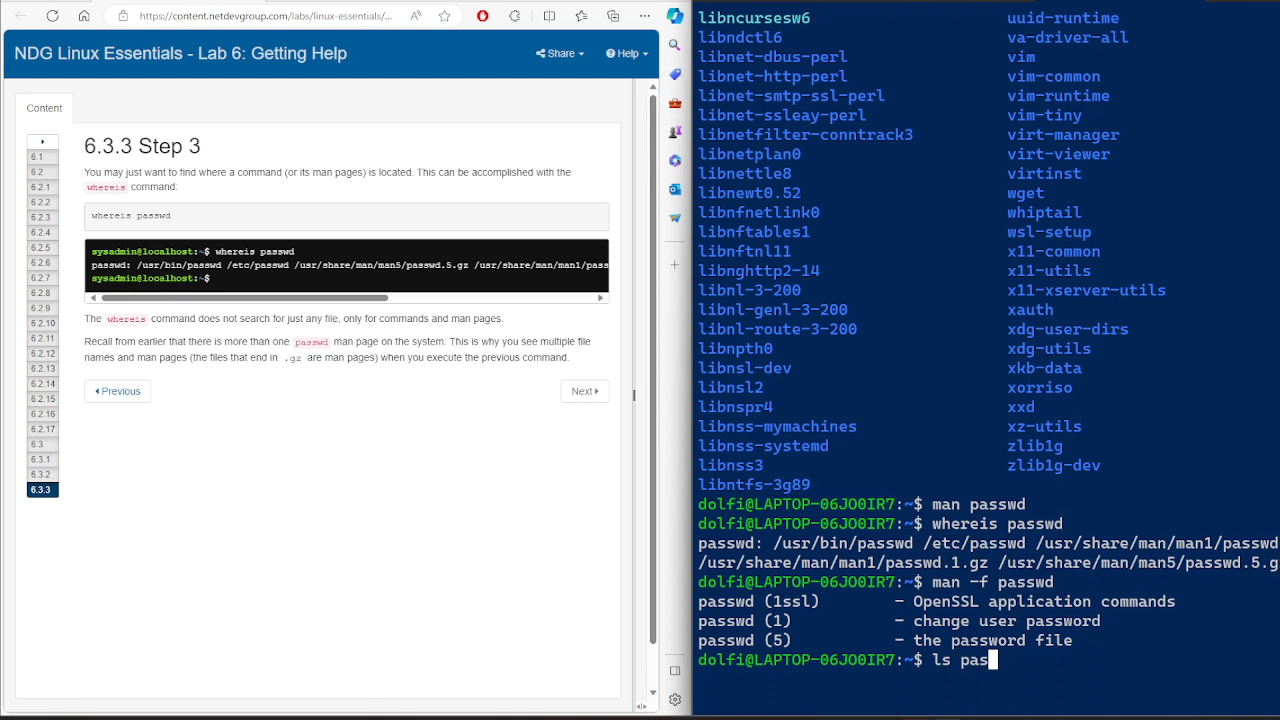 https://content.netdevgroup.com/labs/linux-essentials/...
NDG Linux Essentials - Lab 6: Getting Help
Share
Help
Content
6.1
6.2
6.2.1
6.2.2
6.2.3
6.2.4
6.2.5
6.2.6
6.2.7
6.2.8
6.2.9
6.2.10
6.2.11
6.2.12
6.2.13
6.2.14
6.2.15
6.2.16
6.2.17
6.3
6.3.1
6.3.2
6.3.3
6.3.3 Step 3
You may just want to find where a command (or its man pages) is located. This can be accomplished with the
whereis command:
whereis passwd
sysadmin@localhost:~$ whereis passwd
passwd: /usr/bin/passwd /etc/passwd /usr/share/man/man5/passwd.5.gz /usr/share/man/man1/pass
sysadmin@localhost:~$
The whereis command does not search for just any file, only for commands and man pages.
Recall from earlier that there is more than one passwd man page on the system. This is why you see multiple file
names and man pages (the files that end in .gz are man pages) when you execute the previous command.
Previous
Next
libncursesw6 uuid-runtime
libndctl6 va-driver-all
libnet-dbus-perl vim
libnet-http-perl vim-common
libnet-smtp-ssl-perl vim-runtime
libnet-ssleay-perl vim-tiny
libnetfilter-conntrack3 virt-manager
libnetplan0 virt-viewer
libnettle8 virtinst
libnewt0.52 wget
libnfnetlink0 whiptail
libnftables1 wsl-setup
libnftnl11 x11-common
libnghttp2-14 x11-utils
libnl-3-200 x11-xserver-utils
libnl-genl-3-200 xauth
libnl-route-3-200 xdg-user-dirs
libnpth0 xdg-utils
libnsl-dev xkb-data
libnsl2 xorriso
libnspr4 xxd
libnss-mymachines xz-utils
libnss-systemd zlib1g
libnss3 zlib1g-dev
libntfs-3g89
dolfi@LAPTOP-06JO0IR7:~$ man passwd
dolfi@LAPTOP-06JO0IR7:~$ whereis passwd
passwd: /usr/bin/passwd /etc/passwd /usr/share/man/man1/passwd
/usr/share/man/man1/passwd.1.gz /usr/share/man/man5/passwd.5.g
dolfi@LAPTOP-06JO0IR7:~$ man -f passwd
passwd (1ssl) - OpenSSL application commands
passwd (1) - change user password
passwd (5) - the password file
dolfi@LAPTOP-06JO0IR7:~$ ls pas